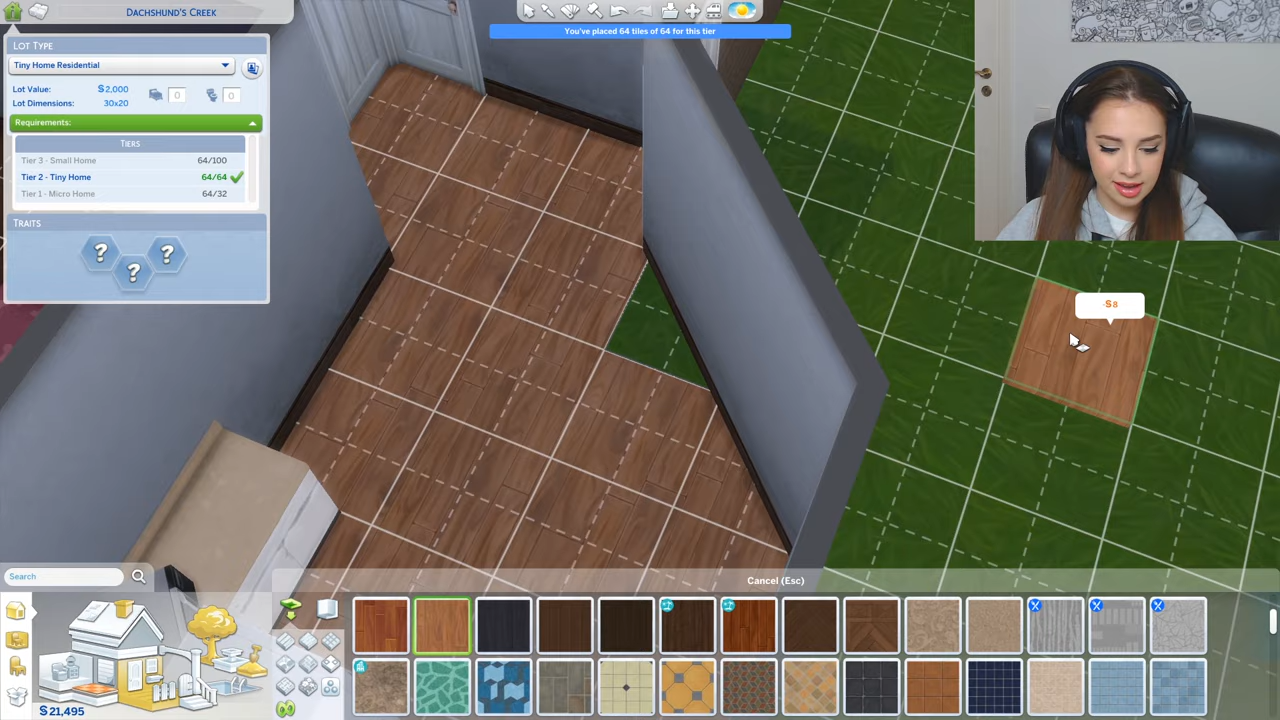 DACHSHUND'S CREEK
You've placed 64 tiles of 64 for this tier
LOT TYPE
Tiny Home Residential
Lot Value: §2,000 0 0
Lot Dimensions: 30x20
Requirements:
TIERS
Tier 3 - Small Home 64/100
Tier 2 - Tiny Home 64/64
Tier 1 - Micro Home 64/32
TRAITS
? ? ?
-§8
Cancel (Esc)
Search
§21,495